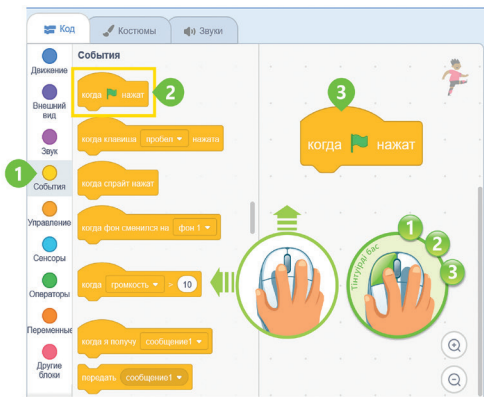 Код
Костюмы
Звуки
Движение
Внешний
вид
Звук
1
События
Управление
Сенсоры
Операторы
Переменные
Другие
блоки
События
когда нажат
2
когда клавиша пробел нажата
когда спрайт нажат
когда фон сменился на фон 1
когда громкость > 10
когда я получу сообщение1
передать сообщение1
3
когда нажат
1
2
3
Тінтуірді бас